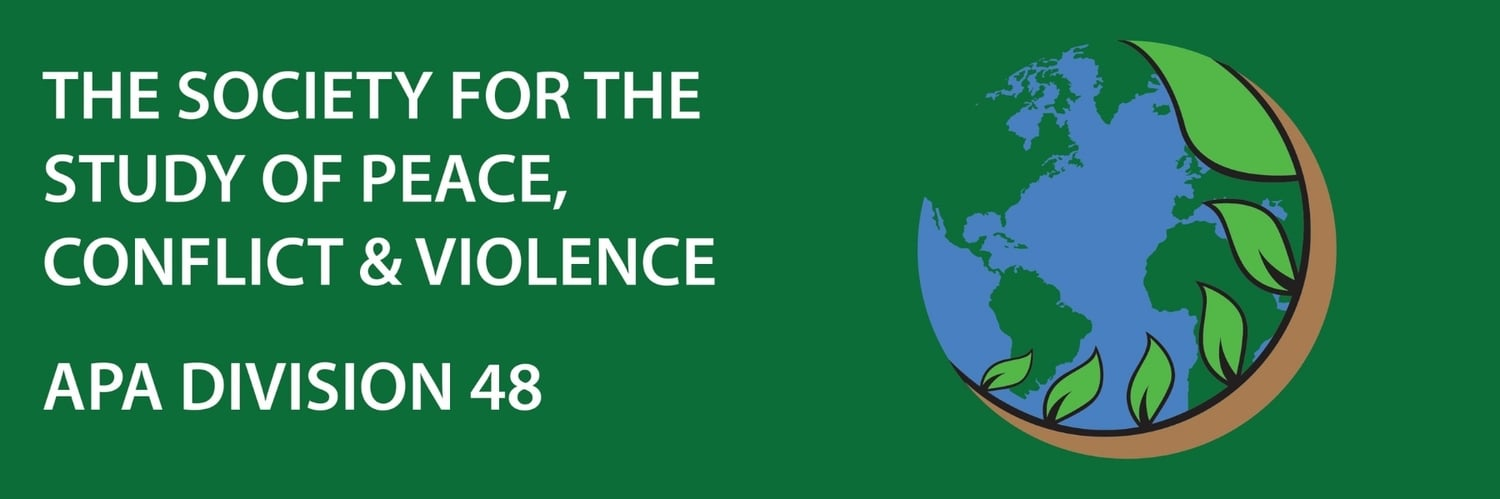 THE SOCIETY FOR THE
STUDY OF PEACE,
CONFLICT & VIOLENCE
APA DIVISION 48